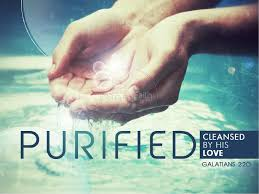 PURIFIED
CLEANSED
BY HIS
LOVE
GALATIANS 2:20